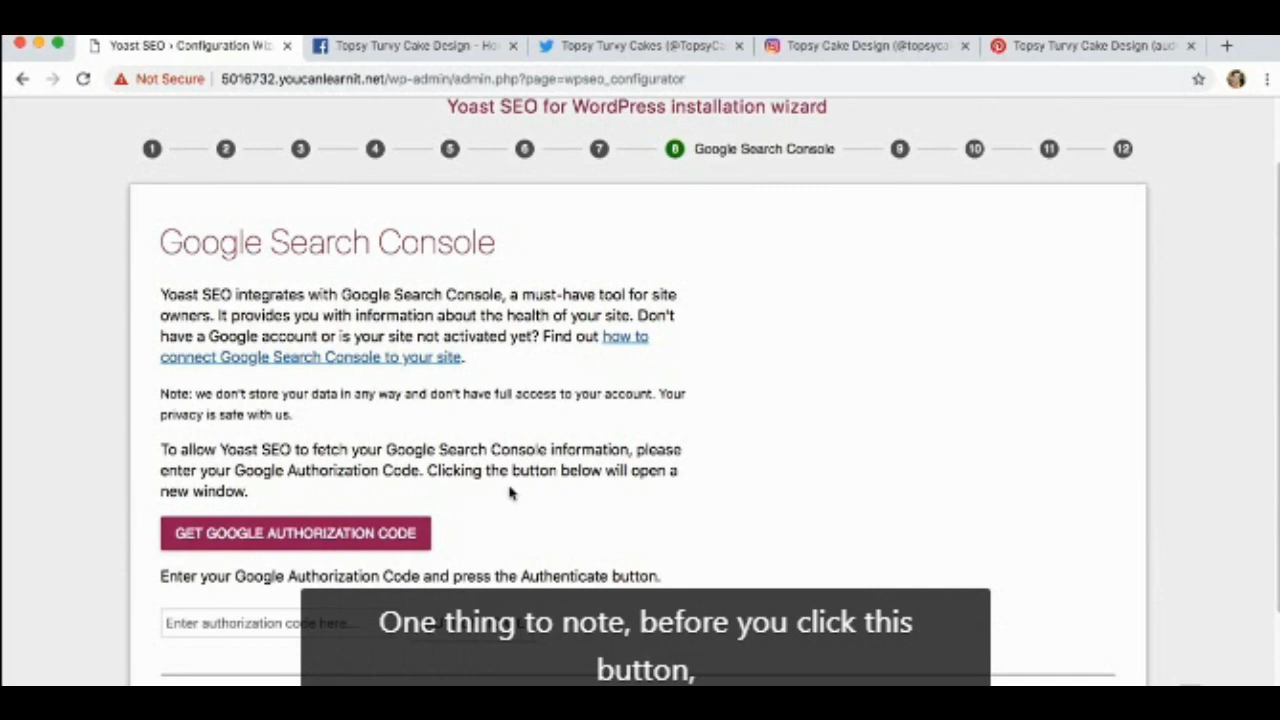 Yoast SEO › Configuration Wiz
Topsy Turvy Cake Design - Ho
Topsy Turvy Cakes (@TopsyCa
Topsy Cake Design (@topsyca
Topsy Turvy Cake Design (aud
Not Secure
5016732.youcanlearnit.net/wp-admin/admin.php?page=wpseo_configurator
Yoast SEO for WordPress installation wizard
1 2 3 4 5 6 7 8 Google Search Console 9 10 11 12
Google Search Console
Yoast SEO integrates with Google Search Console, a must-have tool for site
owners. It provides you with information about the health of your site. Don't
have a Google account or is your site not activated yet? Find out how to
connect Google Search Console to your site.
Note: we don't store your data in any way and don't have full access to your account. Your
privacy is safe with us.
To allow Yoast SEO to fetch your Google Search Console information, please
enter your Google Authorization Code. Clicking the button below will open a
new window.
GET GOOGLE AUTHORIZATION CODE
Enter your Google Authorization Code and press the Authenticate button.
Enter authorization code here...
One thing to note, before you click this
button,